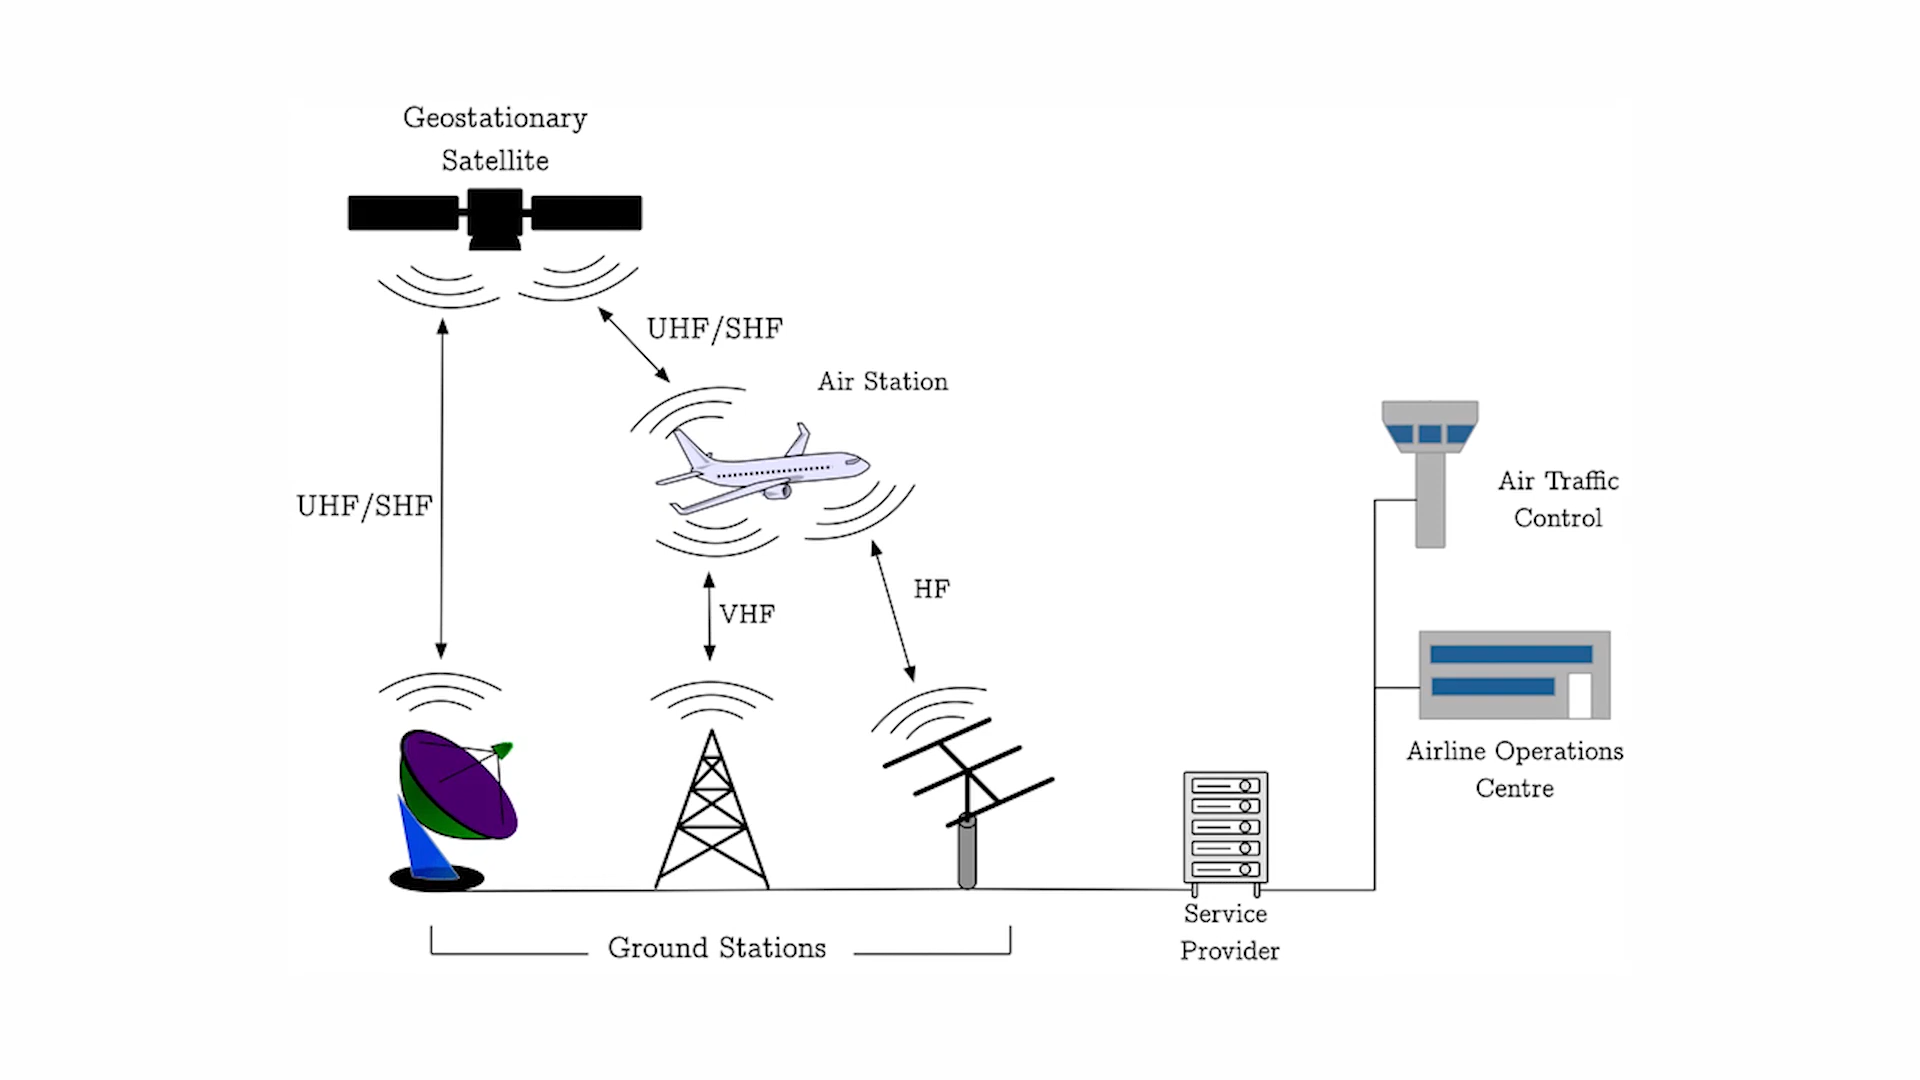 Geostationary
Satellite
UHF/SHF
Air Station
UHF/SHF
VHF
HF
Air Traffic
Control
Airline Operations
Centre
Service
Provider
Ground Stations